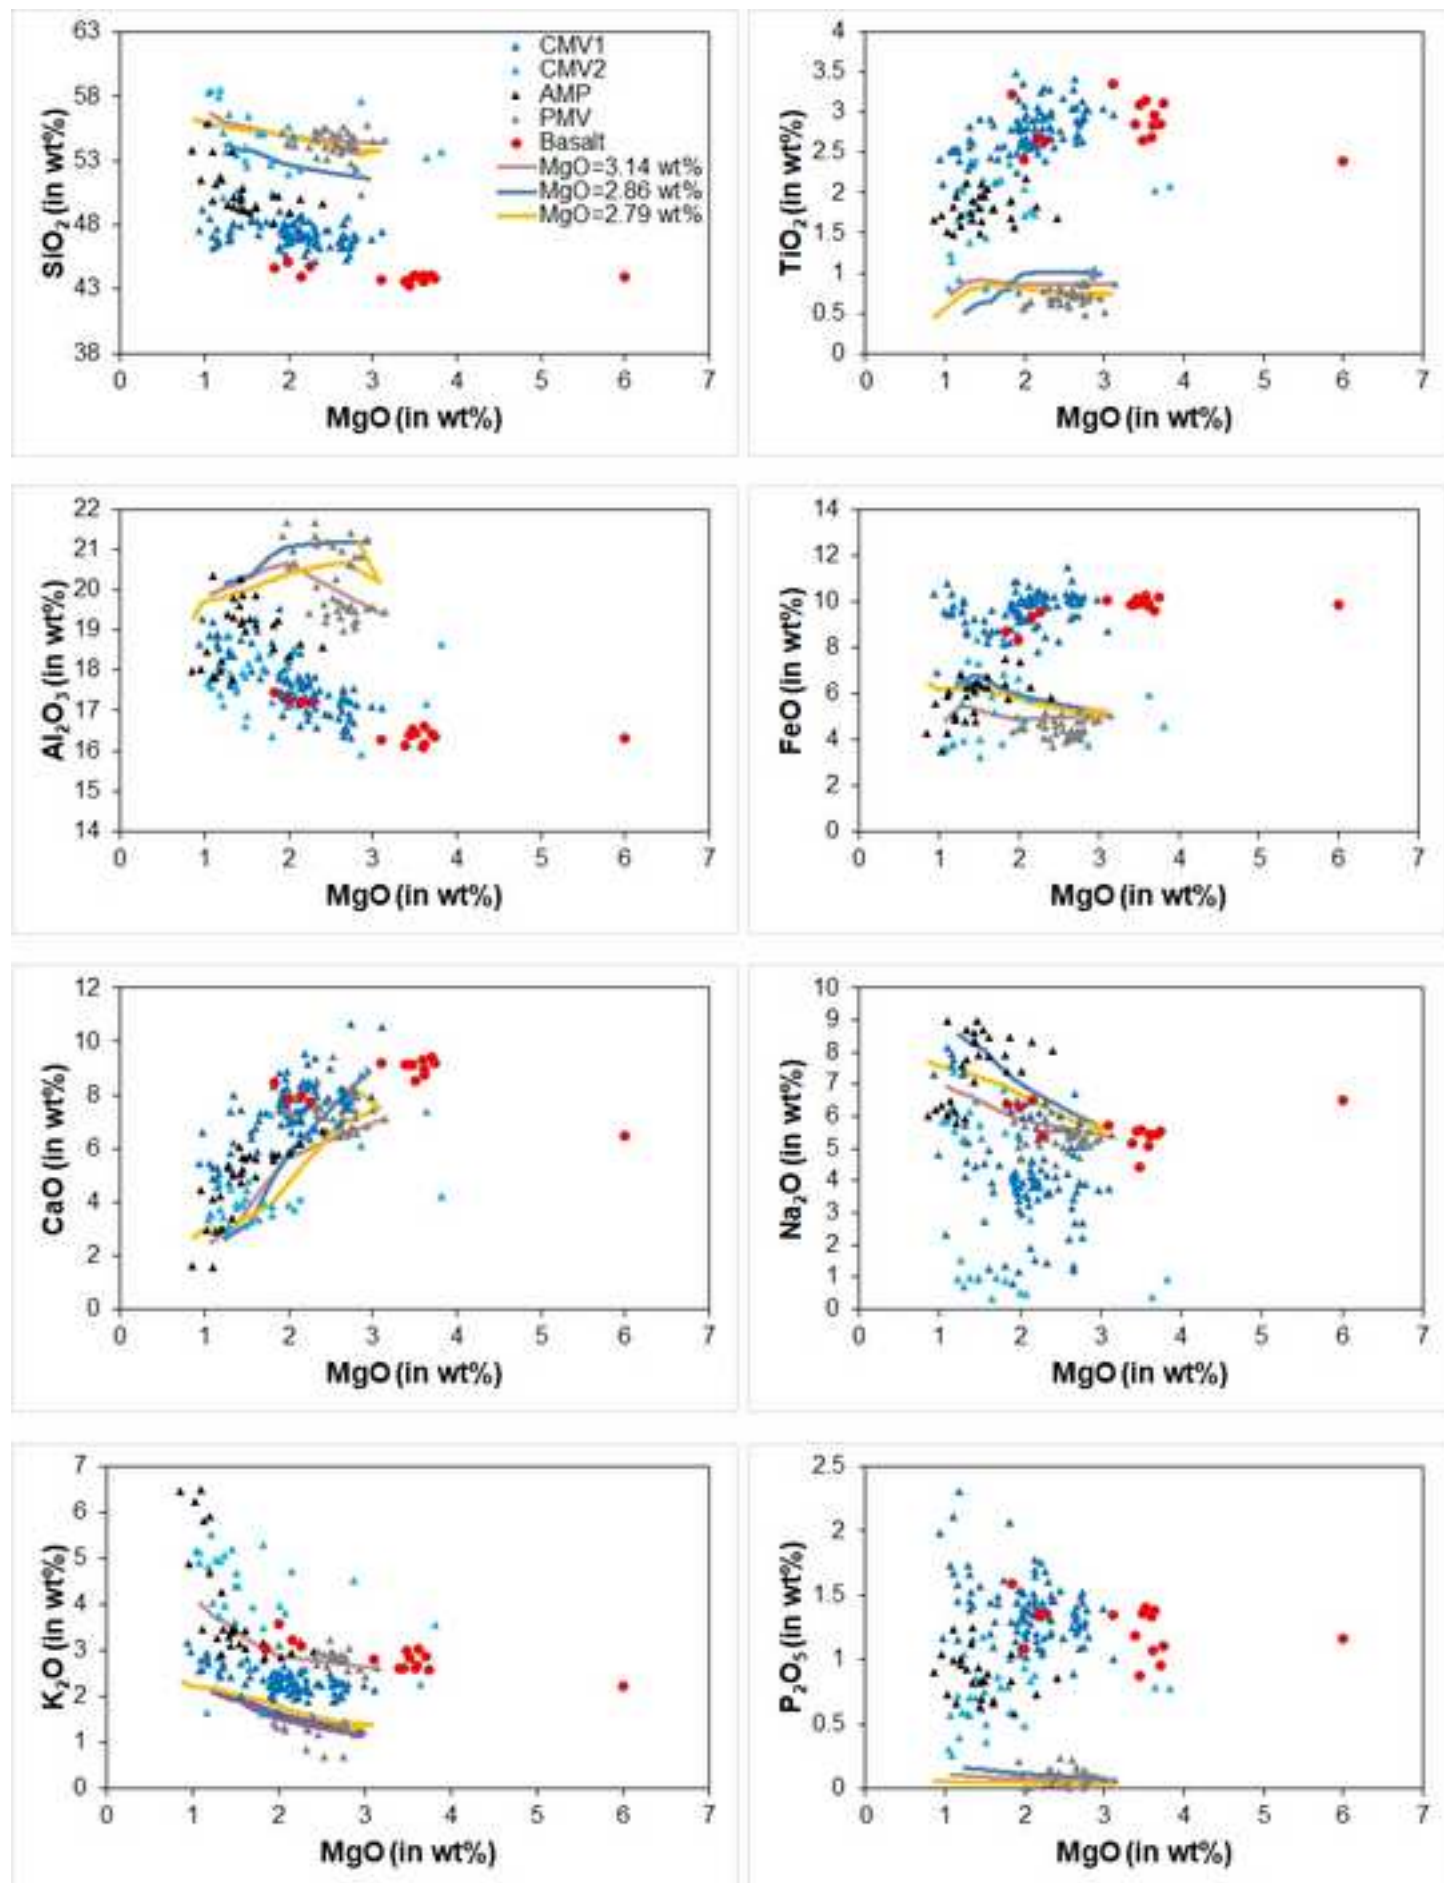 63
58
53
48
43
38
SiO₂ (in wt%)
CMV1
CMV2
AMP
PMV
Basalt
MgO=3.14 wt%
MgO=2.86 wt%
MgO=2.79 wt%
0 1 2 3 4 5 6 7
MgO (in wt%)
4
3.5
3
2.5
2
1.5
1
0.5
0
TiO₂ (in wt%)
0 1 2 3 4 5 6 7
MgO (in wt%)
22
21
20
19
18
17
16
15
14
Al₂O₃ (in wt%)
0 1 2 3 4 5 6 7
MgO (in wt%)
14
12
10
8
6
4
2
0
FeO (in wt%)
0 1 2 3 4 5 6 7
MgO (in wt%)
12
10
8
6
4
2
0
CaO (in wt%)
0 1 2 3 4 5 6 7
MgO (in wt%)
10
9
8
7
6
5
4
3
2
1
0
Na₂O (in wt%)
0 1 2 3 4 5 6 7
MgO (in wt%)
7
6
5
4
3
2
1
0
K₂O (in wt%)
0 1 2 3 4 5 6 7
MgO (in wt%)
2.5
2
1.5
1
0.5
0
P₂O₅ (in wt%)
0 1 2 3 4 5 6 7
MgO (in wt%)